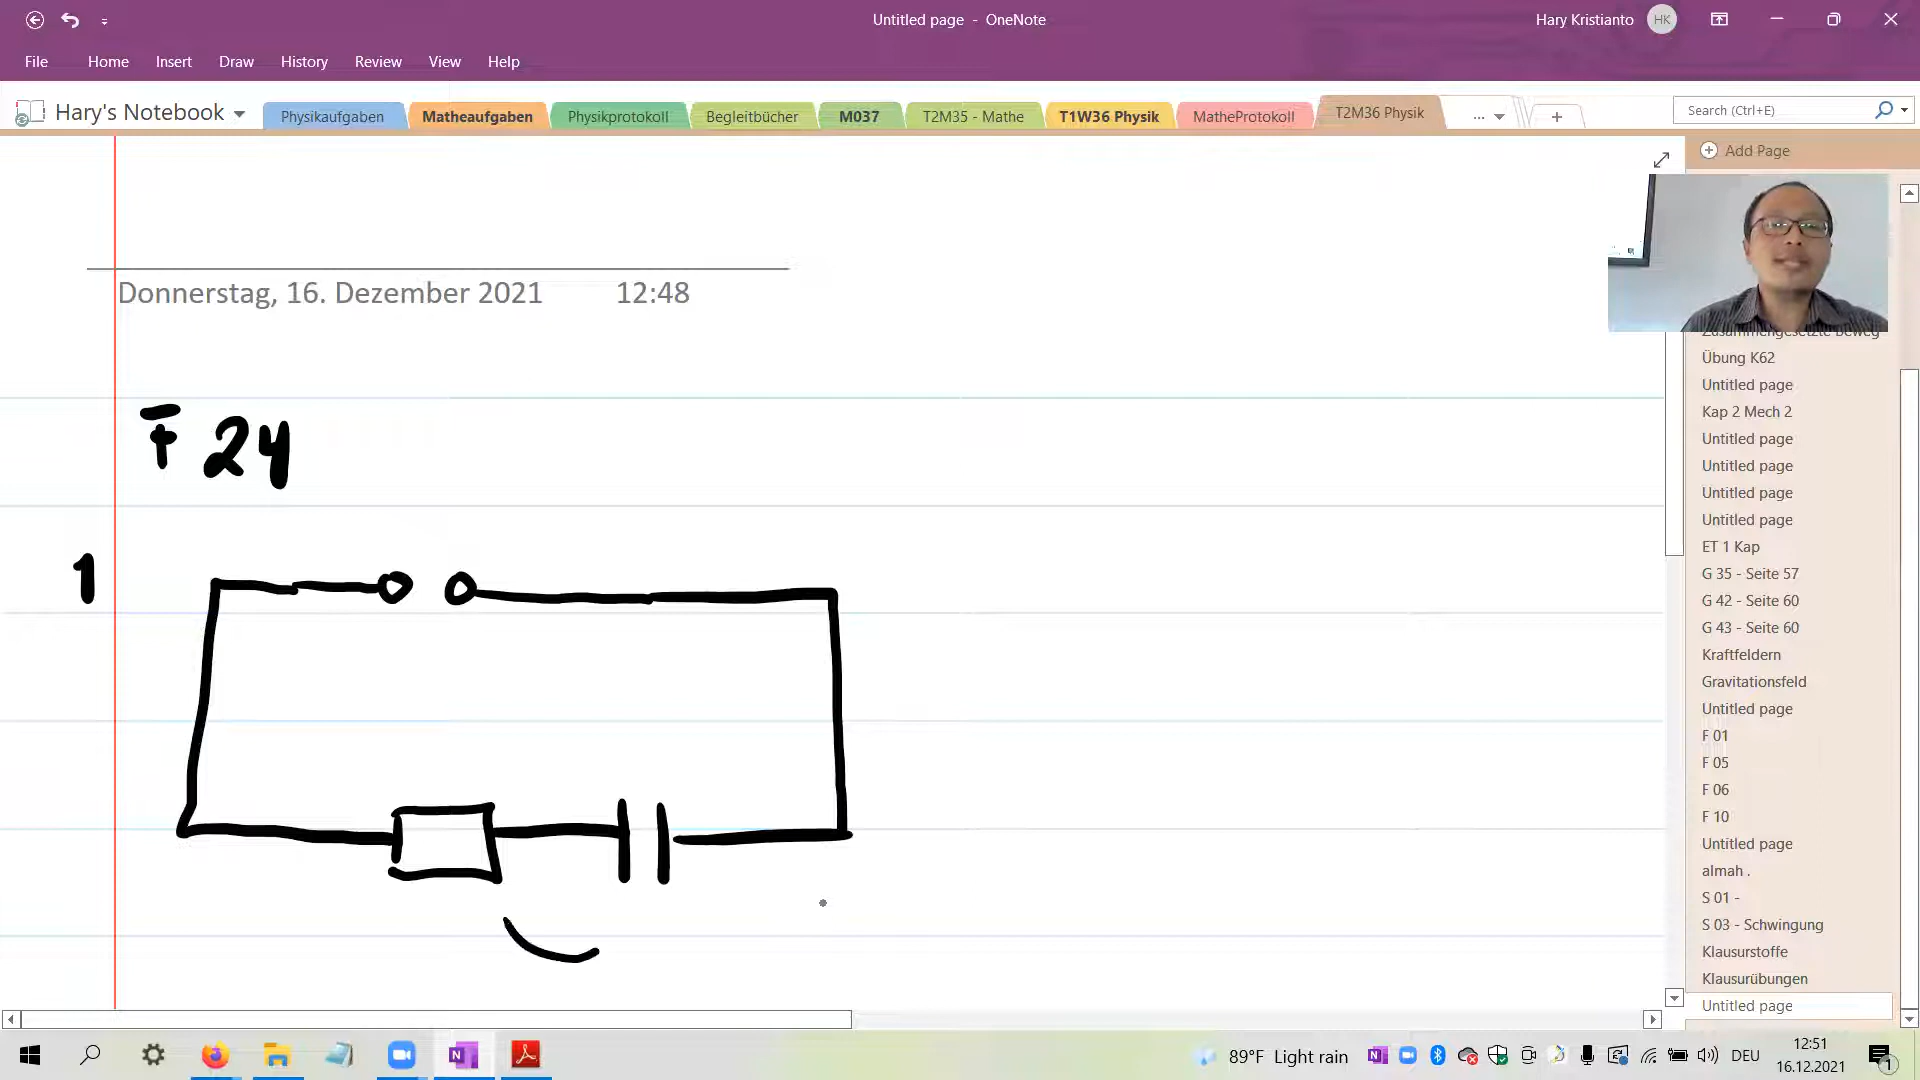 Untitled page - OneNote
Hary Kristianto HK
File Home Insert Draw History Review View Help
Hary's Notebook
Physikaufgaben Matheaufgaben Physikprotokoll Begleitbücher M037 T2M35 - Mathe T1W36 Physik MatheProtokoll T2M36 Physik ... +
Search (Ctrl+E)
Add Page
Donnerstag, 16. Dezember 2021 12:48
F 24
1
Zusammengesetzte Beweg
Übung K62
Untitled page
Kap 2 Mech 2
Untitled page
Untitled page
Untitled page
Untitled page
ET 1 Kap
G 35 - Seite 57
G 42 - Seite 60
G 43 - Seite 60
Kraftfeldern
Gravitationsfeld
Untitled page
F 01
F 05
F 06
F 10
Untitled page
almah .
S 01 -
S 03 - Schwingung
Klausurstoffe
Klausurübungen
Untitled page
89°F Light rain
DEU
12:51
16.12.2021
1